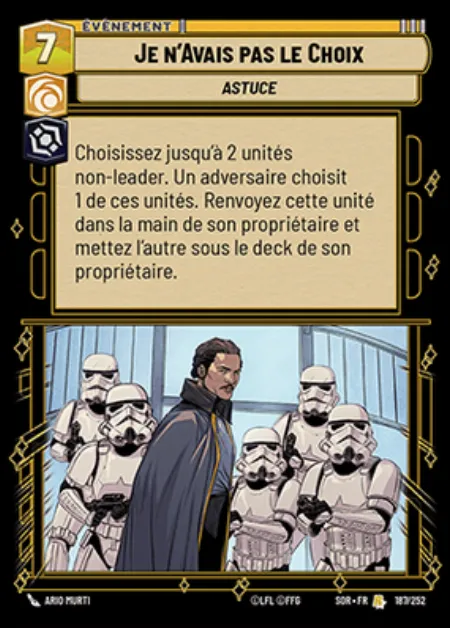 ÉVÉNEMENT
7
JE N'AVAIS PAS LE CHOIX
ASTUCE
Choisissez jusqu'à 2 unités
non-leader. Un adversaire choisit
1 de ces unités. Renvoyez cette unité
dans la main de son propriétaire et
mettez l'autre sous le deck de son
propriétaire.
ARIO MURTI
©LFL ©FFG
SOR • FR
187/252